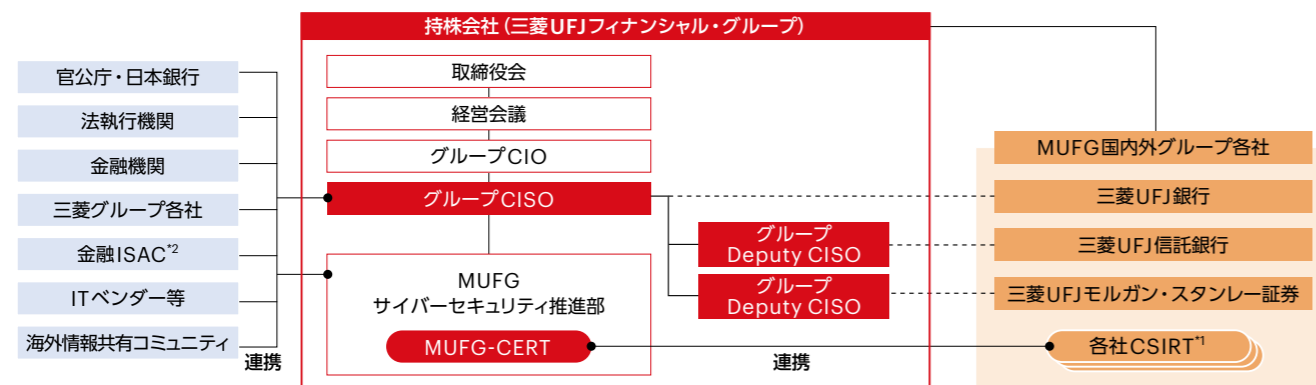 持株会社(三菱UFJフィナンシャル・グループ)
官公庁・日本銀行
法執行機関
金融機関
三菱グループ各社
金融ISAC*2
ITベンダー等
海外情報共有コミュニティ
連携
取締役会
経営会議
グループCIO
グループCISO
MUFG
サイバーセキュリティ推進部
MUFG-CERT
グループ
Deputy CISO
グループ
Deputy CISO
連携
MUFG国内外グループ各社
三菱UFJ銀行
三菱UFJ信託銀行
三菱UFJモルガン・スタンレー証券
各社CSIRT*1